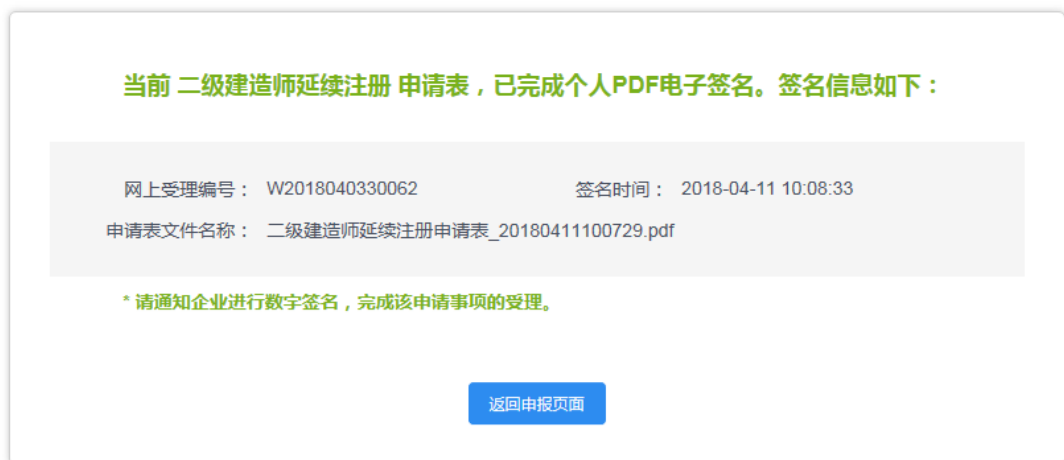 当前 二级建造师延续注册 申请表，已完成个人PDF电子签名。签名信息如下：
网上受理编号： W2018040330062 签名时间： 2018-04-11 10:08:33
申请表文件名称： 二级建造师延续注册申请表_20180411100729.pdf
* 请通知企业进行数字签名，完成该申请事项的受理。
返回申报页面